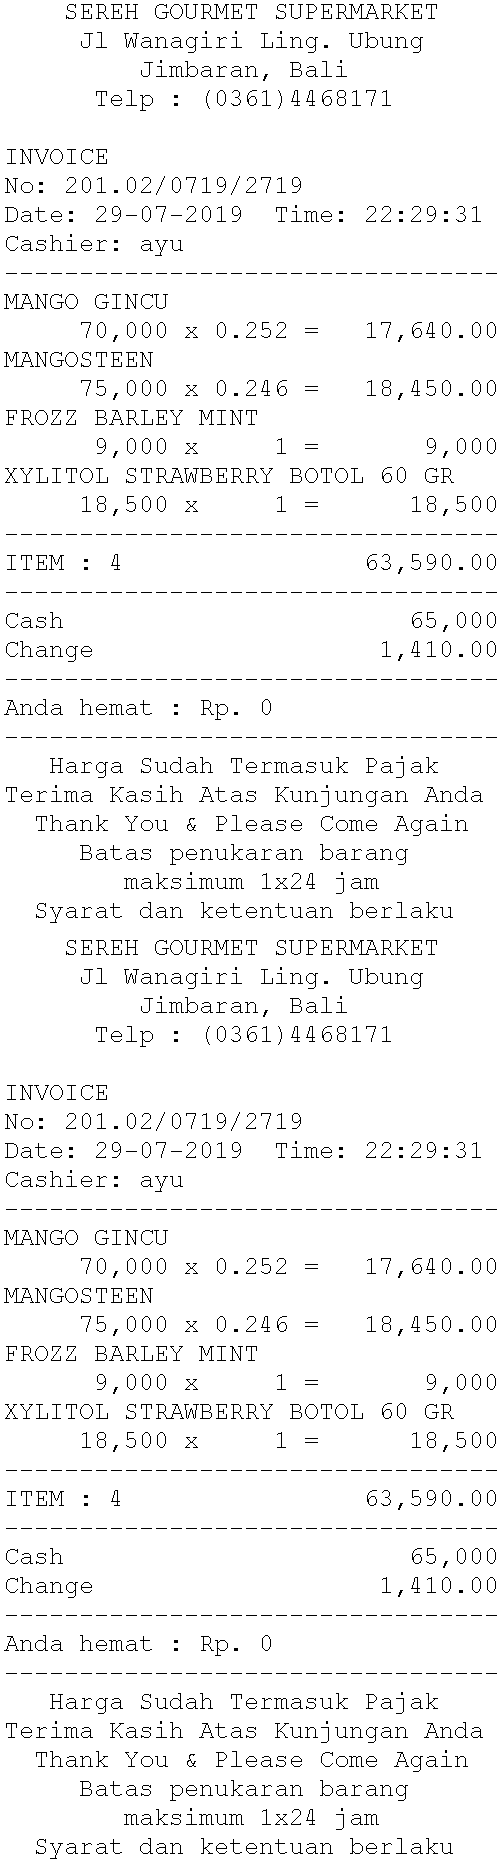 SEREH GOURMET SUPERMARKET
Jl Wanagiri Ling. Ubung
Jimbaran, Bali
Telp : (0361)4468171
INVOICE
No: 201.02/0719/2719
Date: 29-07-2019  Time: 22:29:31
Cashier: ayu
---------------------------------
MANGO GINCU
70,000 x 0.252 =   17,640.00
MANGOSTEEN
75,000 x 0.246 =   18,450.00
FROZZ BARLEY MINT
9,000 x     1 =       9,000
XYLITOL STRAWBERRY BOTOL 60 GR
18,500 x     1 =      18,500
---------------------------------
ITEM : 4                63,590.00
---------------------------------
Cash                       65,000
Change                   1,410.00
---------------------------------
Anda hemat : Rp. 0
---------------------------------
Harga Sudah Termasuk Pajak
Terima Kasih Atas Kunjungan Anda
Thank You & Please Come Again
Batas penukaran barang
maksimum 1x24 jam
Syarat dan ketentuan berlaku
SEREH GOURMET SUPERMARKET
Jl Wanagiri Ling. Ubung
Jimbaran, Bali
Telp : (0361)4468171
INVOICE
No: 201.02/0719/2719
Date: 29-07-2019  Time: 22:29:31
Cashier: ayu
---------------------------------
MANGO GINCU
70,000 x 0.252 =   17,640.00
MANGOSTEEN
75,000 x 0.246 =   18,450.00
FROZZ BARLEY MINT
9,000 x     1 =       9,000
XYLITOL STRAWBERRY BOTOL 60 GR
18,500 x     1 =      18,500
---------------------------------
ITEM : 4                63,590.00
---------------------------------
Cash                       65,000
Change                   1,410.00
---------------------------------
Anda hemat : Rp. 0
---------------------------------
Harga Sudah Termasuk Pajak
Terima Kasih Atas Kunjungan Anda
Thank You & Please Come Again
Batas penukaran barang
maksimum 1x24 jam
Syarat dan ketentuan berlaku